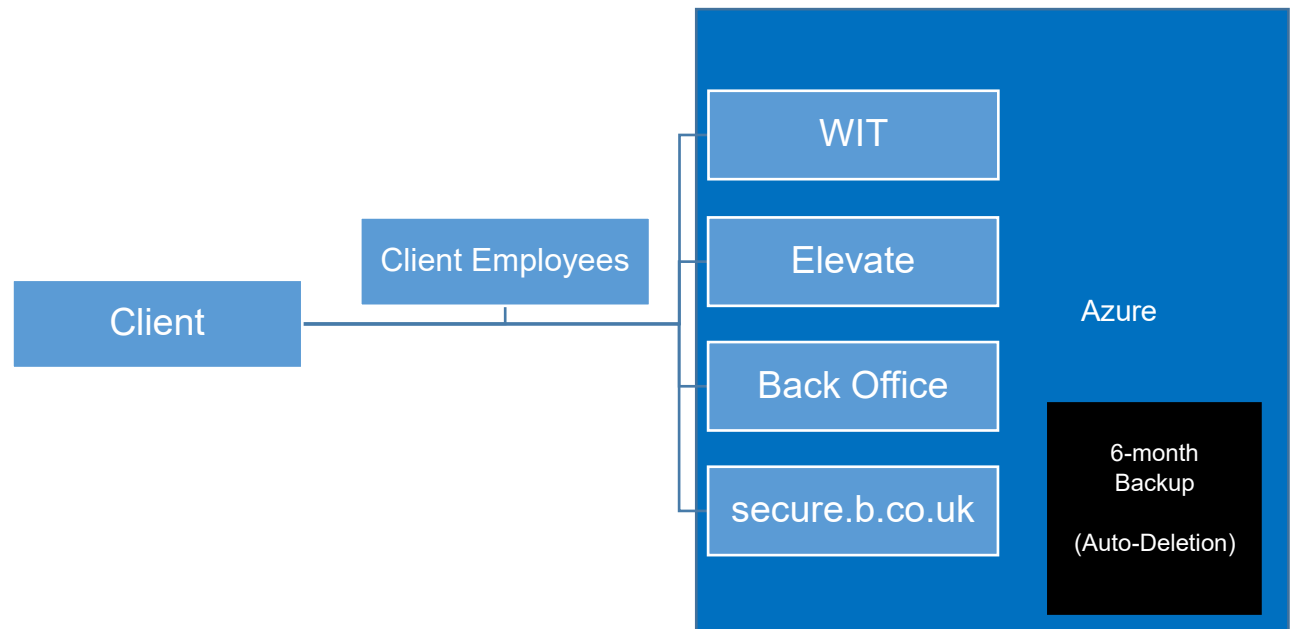 Client
Client Employees
WIT
Elevate
Back Office
secure.b.co.uk
Azure
6-month
Backup
(Auto-Deletion)